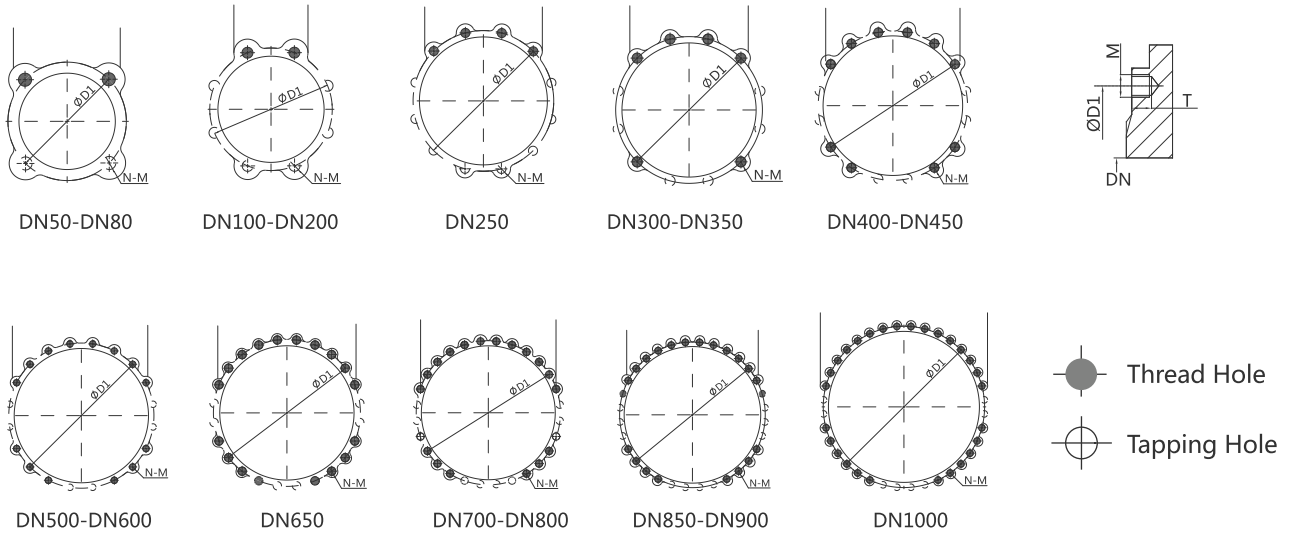 ØD1
N-M
DN50-DN80
ØD1
N-M
DN100-DN200
ØD1
N-M
DN250
ØD1
N-M
DN300-DN350
ØD1
N-M
DN400-DN450
M
ØD1
T
DN
ØD1
N-M
DN500-DN600
ØD1
N-M
DN650
ØD1
N-M
DN700-DN800
ØD1
N-M
DN850-DN900
ØD1
N-M
DN1000
Thread Hole
Tapping Hole